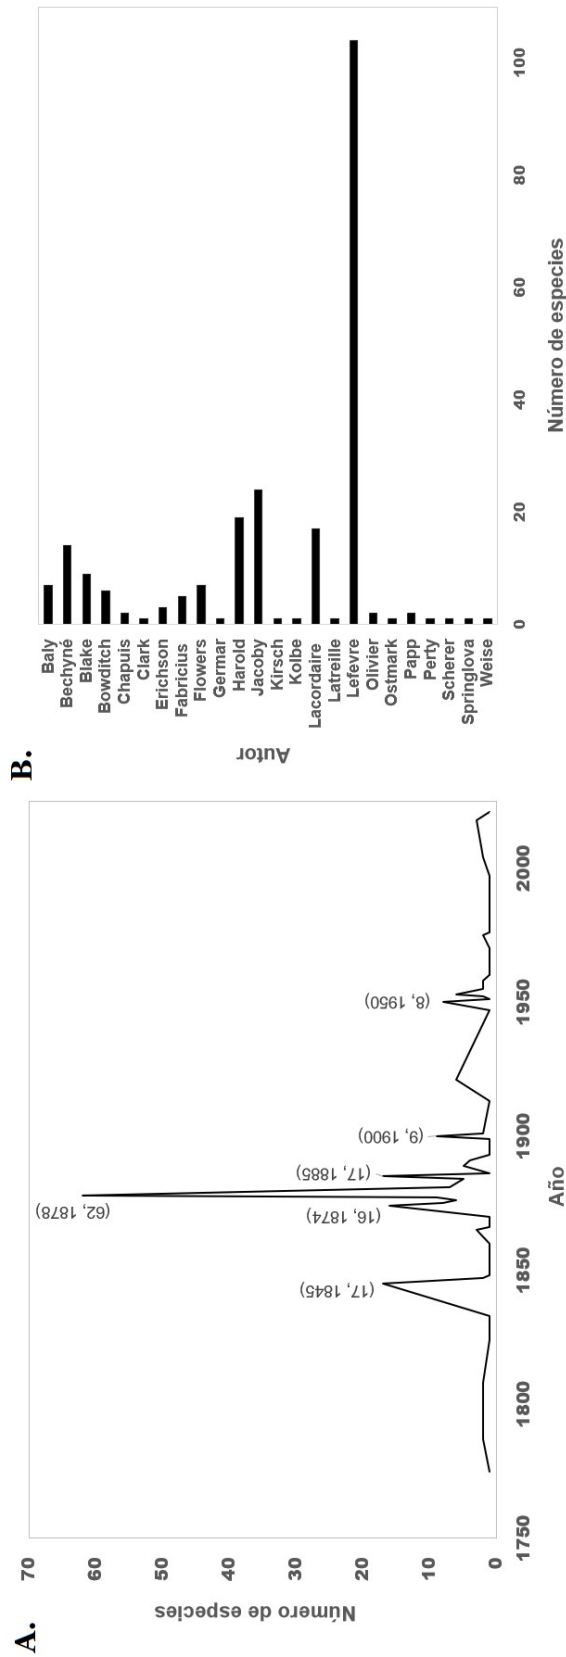 A.
Número de especies
70
60
50
40
30
20
10
0
(17, 1845)
(16, 1874)
(62, 1878)
(17, 1885)
(9, 1900)
(8, 1950)
1750
1800
1850
1900
1950
2000
Año
B.
Autor
Baly
Bechyné
Blake
Bowditch
Chapuis
Clark
Erichson
Fabricius
Flowers
Germar
Harold
Jacoby
Kirsch
Kolbe
Lacordaire
Latreille
Lefevre
Olivier
Ostmark
Papp
Perty
Scherer
Springlova
Weise
0
20
40
60
80
100
Número de especies